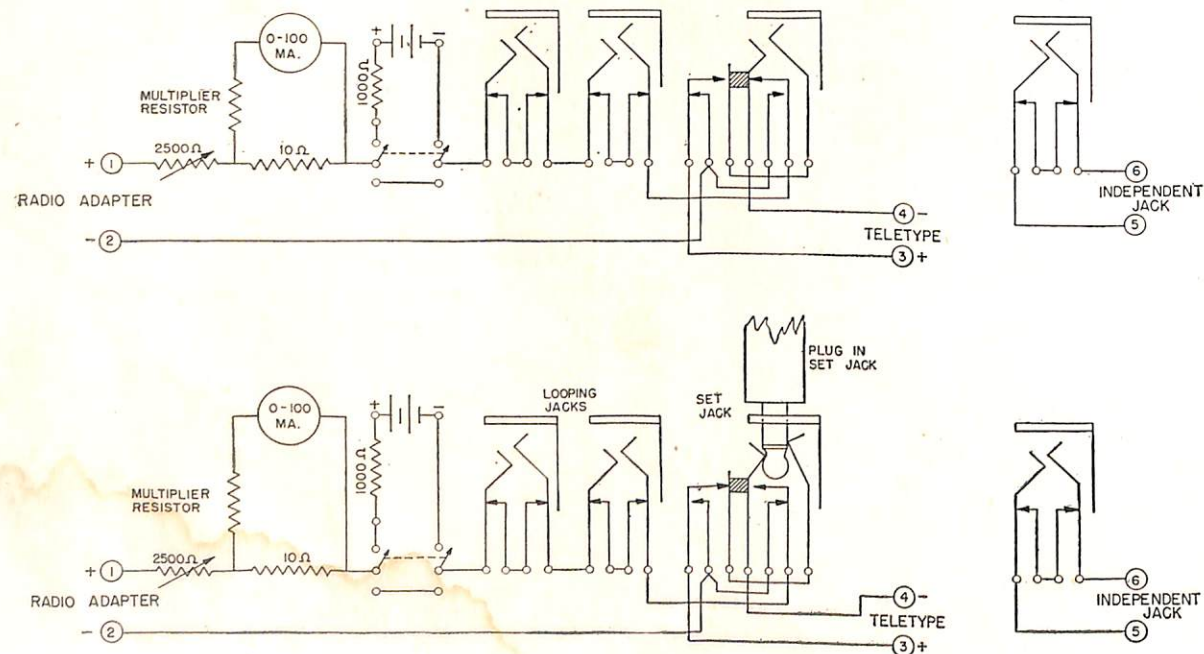 0-100
MA.
+ -
1000Ω
MULTIPLIER
RESISTOR
2500Ω
10Ω
+ 1
RADIO ADAPTER
- 2
4 -
TELETYPE
3 +
6
INDEPENDENT
JACK
5
PLUG IN
SET JACK
LOOPING
JACKS
SET
JACK
0-100
MA.
+ -
1000Ω
MULTIPLIER
RESISTOR
2500Ω
10Ω
+ 1
RADIO ADAPTER
- 2
4 -
TELETYPE
3 +
6
INDEPENDENT
JACK
5